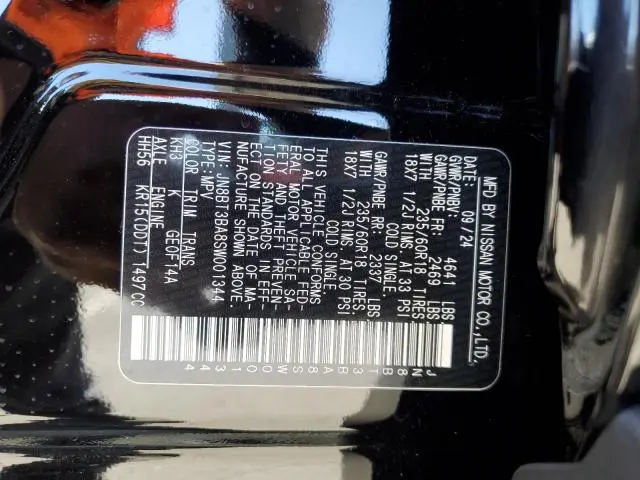 MFD BY NISSAN MOTOR CO.,LTD.
09/24
GVWR/PNBV: 4641 LBS.
GAWR/PNBE FR: 2469 LBS.
WITH 235/60R18 TIRES,
18X7 1/2J RIMS AT 33 PSI
COLD SINGLE
GAWR/PNBE RR: 2337 LBS.
WITH 235/60R18 TIRES,
18X7 1/2J RIMS AT 30 PSI
COLD SINGLE
THIS VEHICLE CONFORMS
TO ALL APPLICABLE FED-
ERAL MOTOR VEHICLE SA-
FETY AND THEFT PREVEN-
TION STANDARDS IN EFF-
ECT ON THE DATE OF MA-
NUFACTURE SHOWN ABOVE.
VIN: JN8BT3BA8SW001344
TYPE: MPV
COLOR TRIM TRANS
KH3 K GE0F14A
AXLE ENGINE
HH56 KR15DDT 1497CC
JN8BT3BA8SW001344